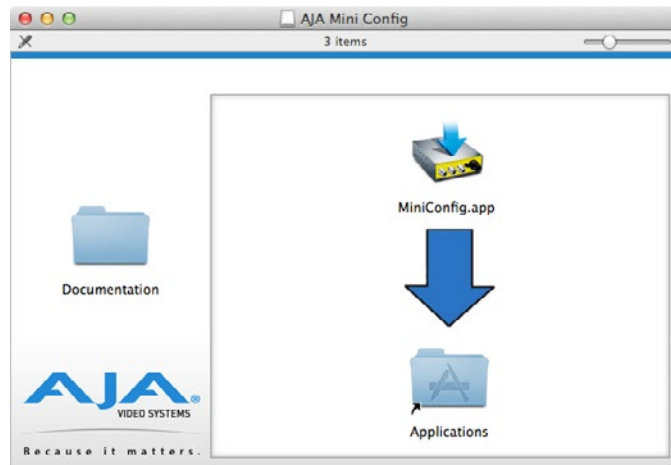 AJA Mini Config
3 items
MiniConfig.app
Documentation
AJA®
VIDEO SYSTEMS
Because it matters.
Applications